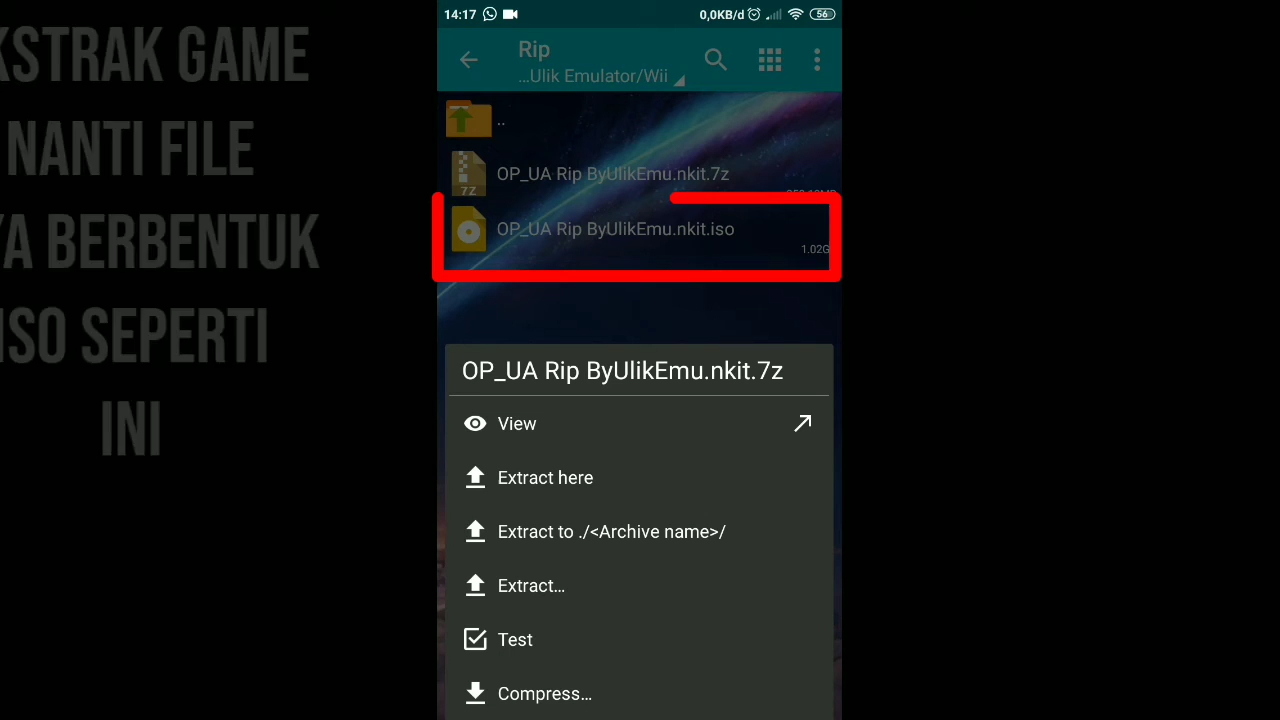 KSTRAK GAME
NANTI FILE
YA BERBENTUK
ISO SEPERTI
INI
14:17
0,0KB/d
56
Rip
...Ulik Emulator/Wii
..
OP_UA Rip ByUlikEmu.nkit.7z
7Z
OP_UA Rip ByUlikEmu.nkit.iso
1.02G
OP_UA Rip ByUlikEmu.nkit.7z
View
Extract here
Extract to ./<Archive name>/
Extract...
Test
Compress...